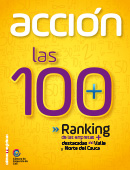 acción
las
100+
» Ranking
de las empresas +
destacadas del Valle
y Norte del Cauca